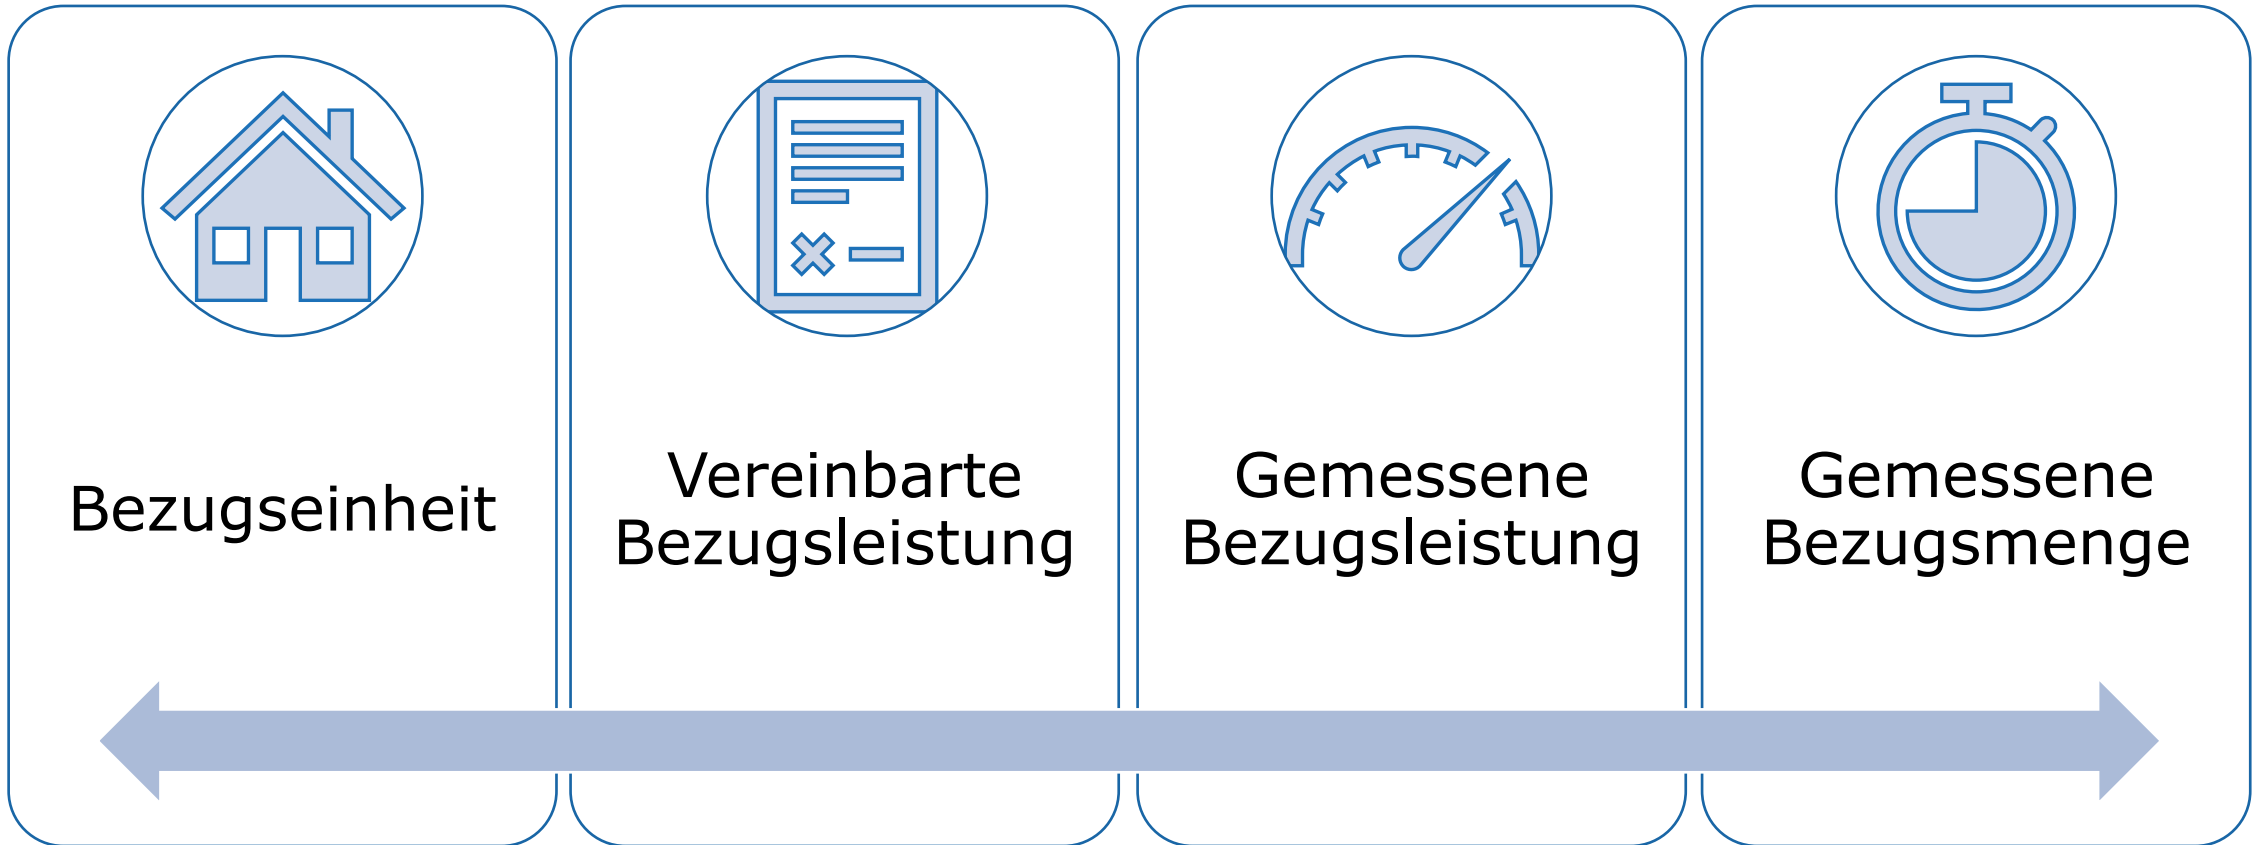 Bezugseinheit
Vereinbarte
Bezugsleistung
Gemessene
Bezugsleistung
Gemessene
Bezugsmenge